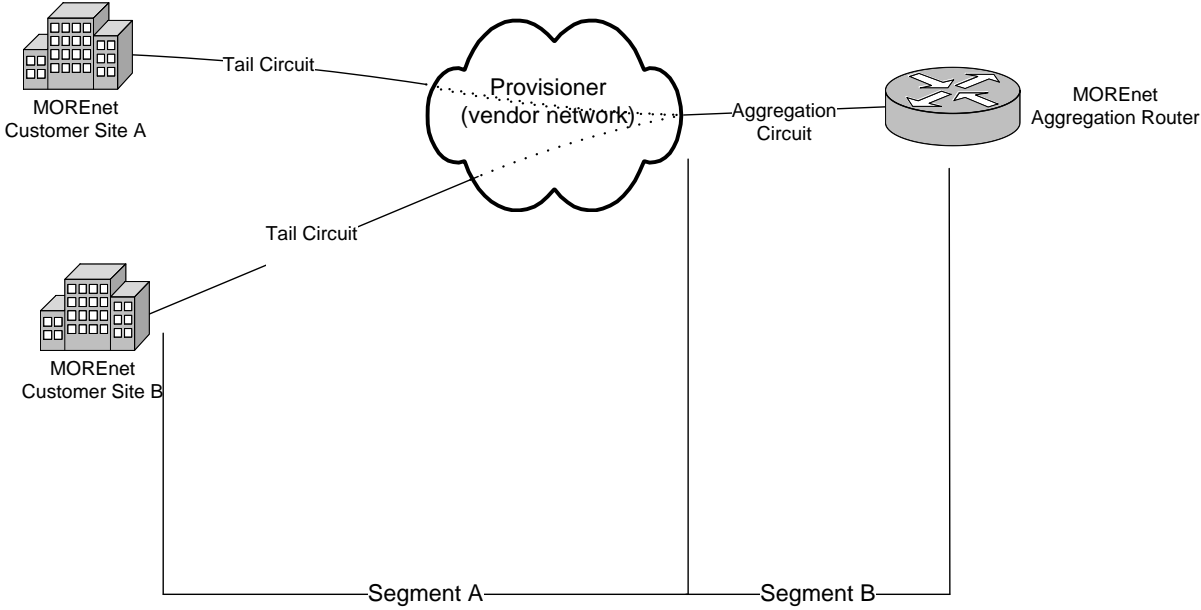 Tail Circuit
MOREnet
Customer Site A
Provisioner
(vendor network)
Aggregation
Circuit
MOREnet
Aggregation Router
Tail Circuit
MOREnet
Customer Site B
Segment A
Segment B